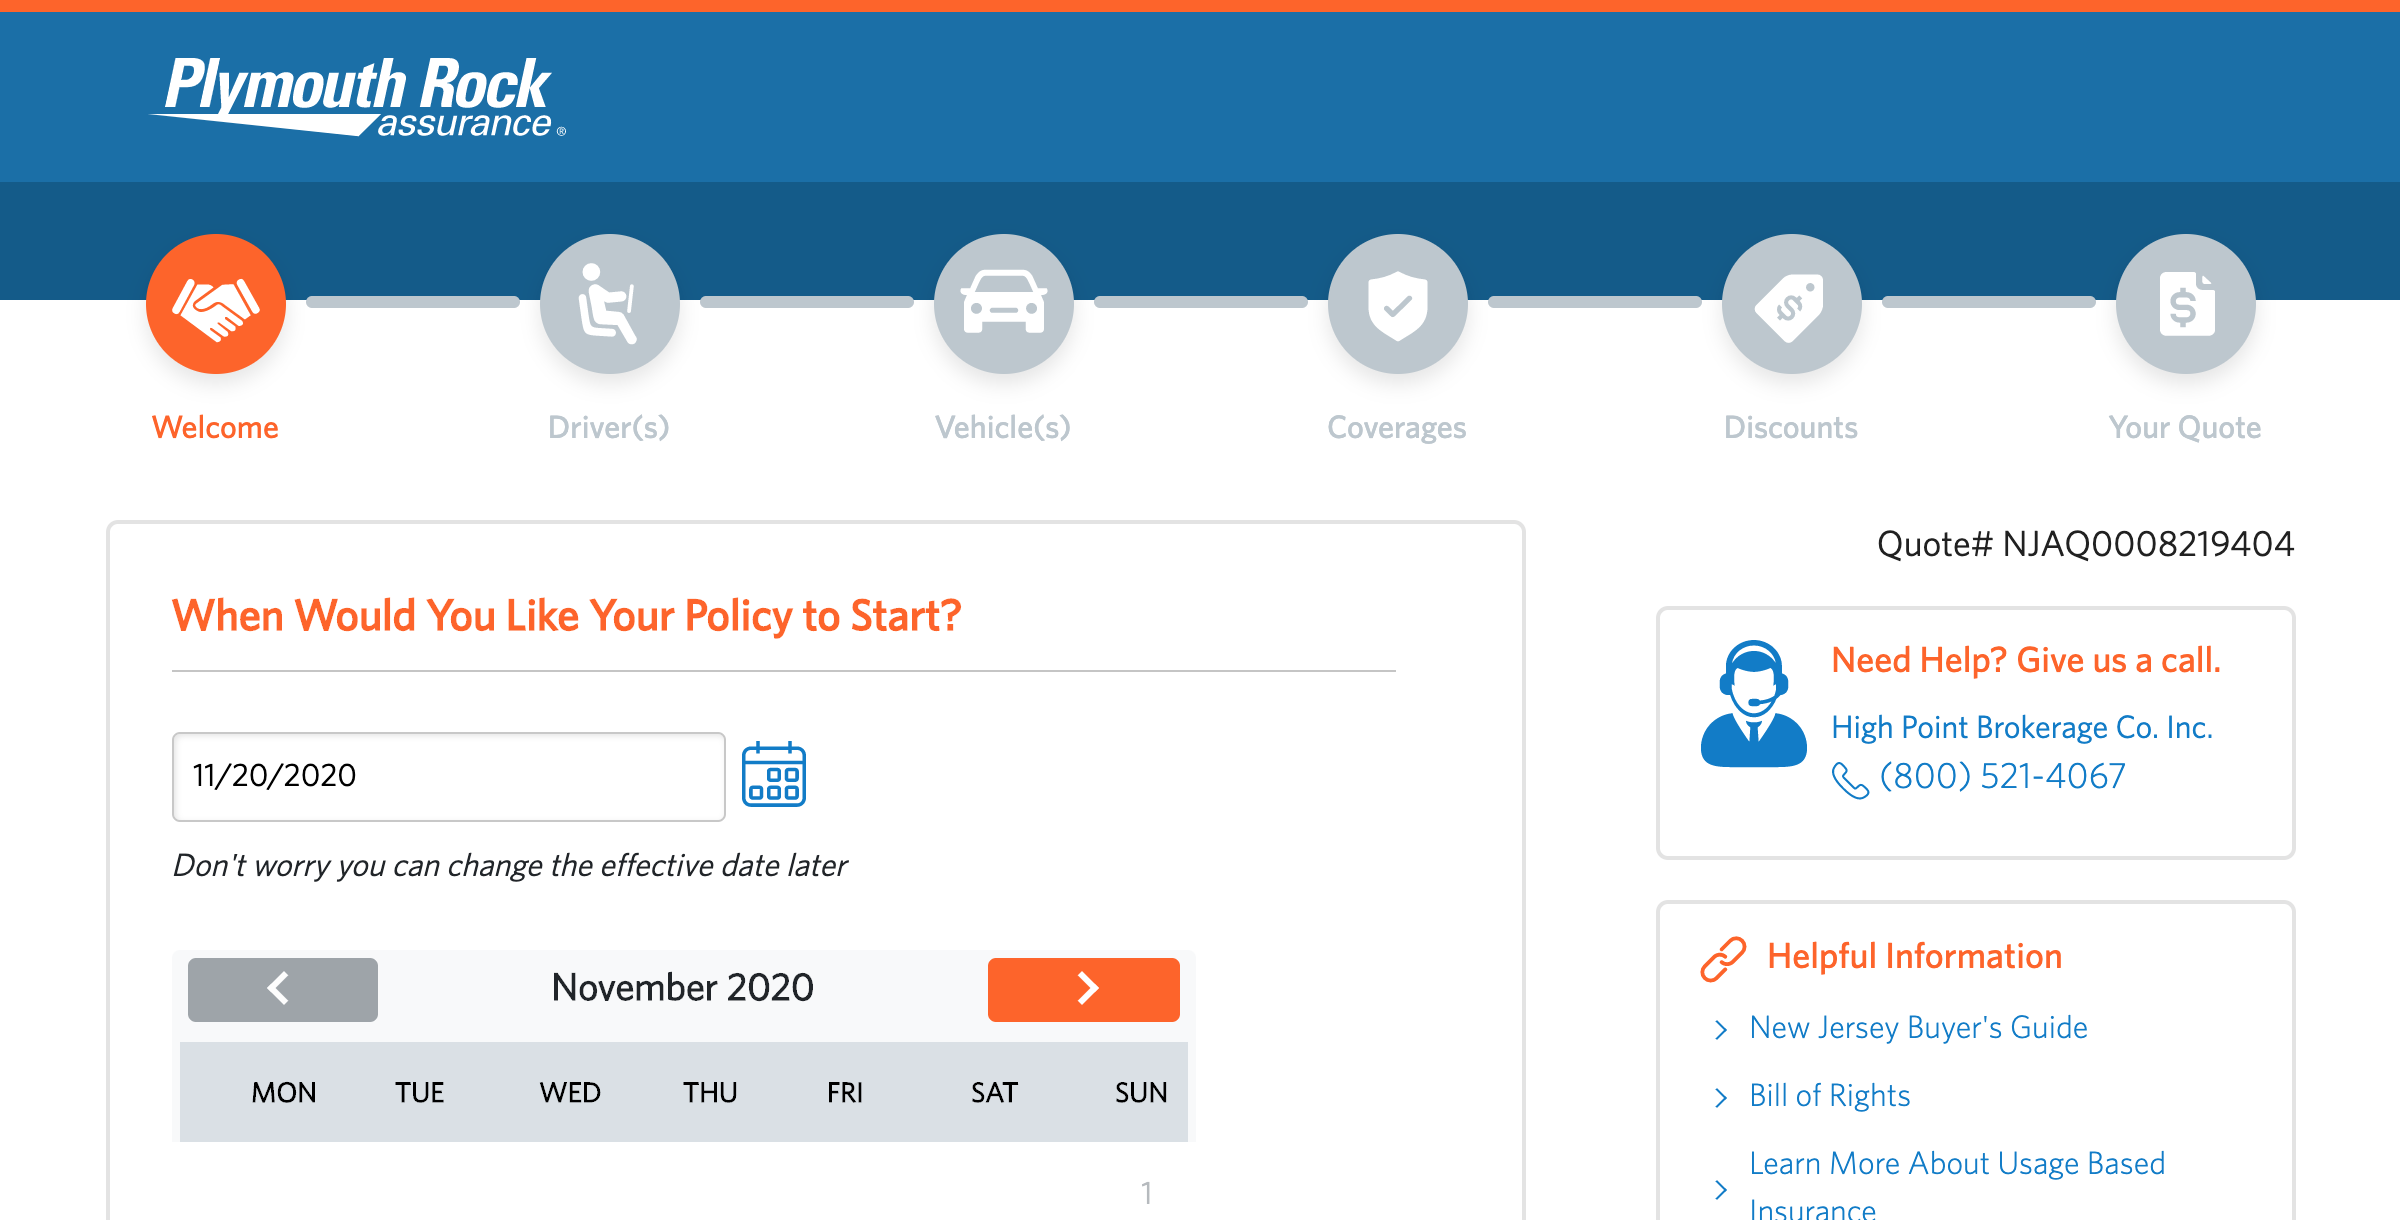 Plymouth Rock
assurance®
Welcome
Driver(s)
Vehicle(s)
Coverages
Discounts
Your Quote
Quote# NJAQ0008219404
When Would You Like Your Policy to Start?
11/20/2020
Don't worry you can change the effective date later
November 2020
MON TUE WED THU FRI SAT SUN
1
Need Help? Give us a call.
High Point Brokerage Co. Inc.
(800) 521-4067
Helpful Information
New Jersey Buyer's Guide
Bill of Rights
Learn More About Usage Based
Insurance